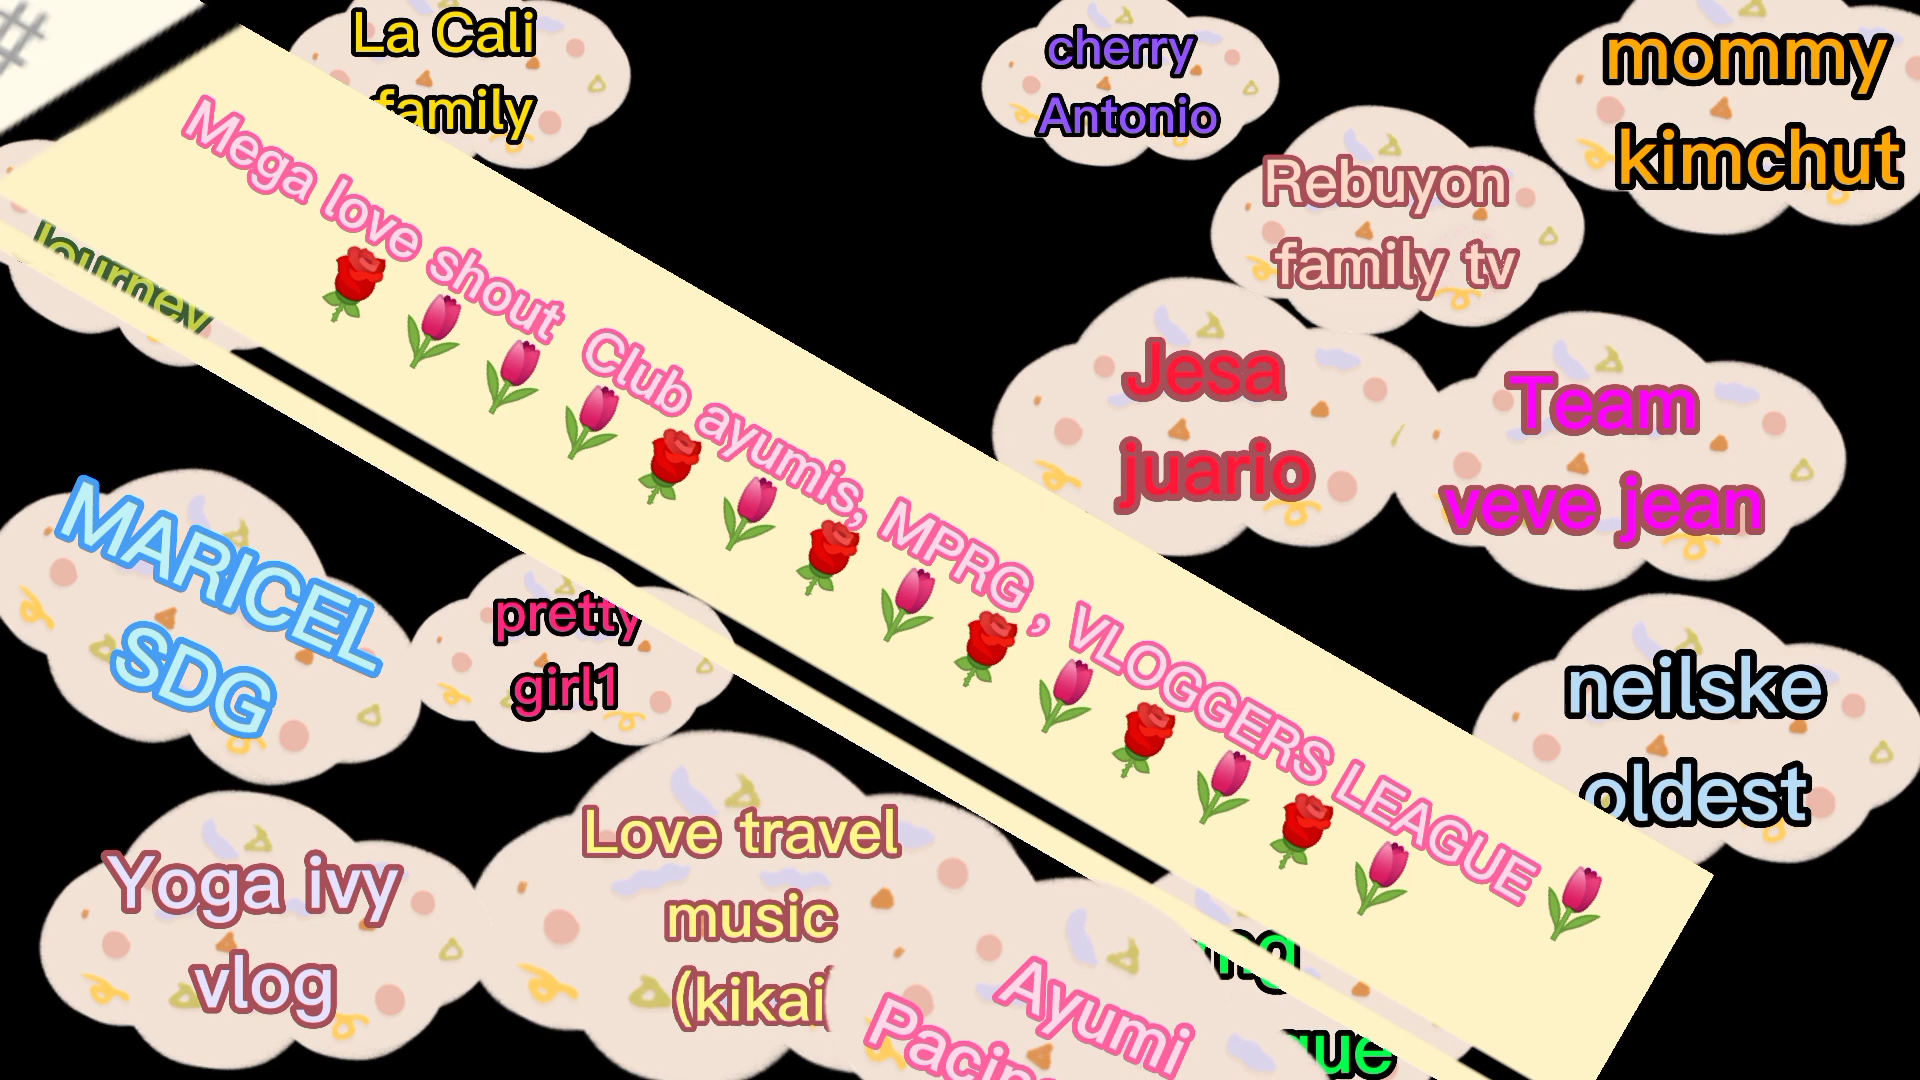 #
La Cali
family
cherry
Antonio
mommy
kimchut
Rebuyon
family tv
Mega love shout Club ayumis, MPRG , VLOGGERS LEAGUE
🌹🌷🌷🌷🌹🌷🌹🌷🌹🌷🌹🌷🌹🌷🌷
Journey
Jesa
juario
Team
veve jean
MARICEL
SDG
pretty
girl1
neilske
oldest
Yoga ivy
vlog
Love travel
music
(kikai
Ayumi